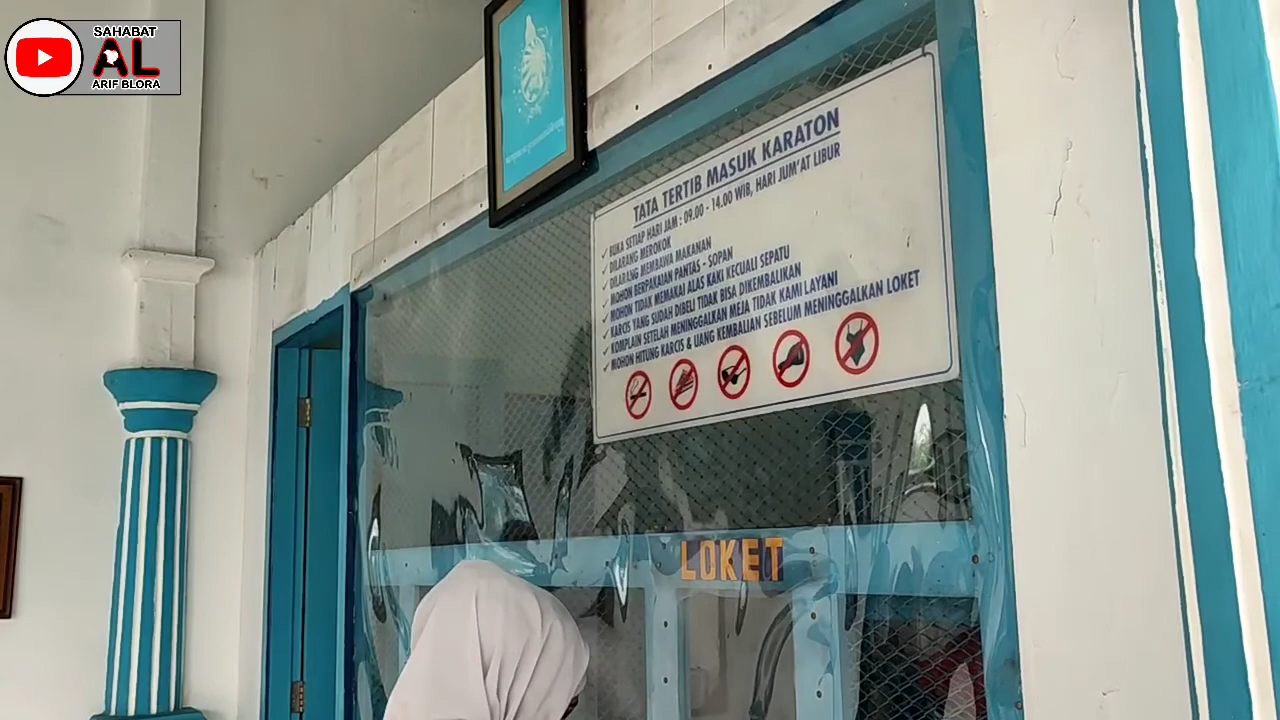 SAHABAT
AL
ARIF BLORA
TATA TERTIB MASUK KARATON
✓ BUKA SETIAP HARI JAM : 09.00 - 14.00 WIB, HARI JUM'AT LIBUR
✓ DILARANG MEROKOK
✓ DILARANG MEMBAWA MAKANAN
✓ MOHON BERPAKAIAN PANTAS - SOPAN
✓ MOHON TIDAK MEMAKAI ALAS KAKI KECUALI SEPATU
✓ KARCIS YANG SUDAH DIBELI TIDAK BISA DIKEMBALIKAN
✓ KOMPLAIN SETELAH MENINGGALKAN MEJA TIDAK KAMI LAYANI
✓ MOHON HITUNG KARCIS & UANG KEMBALIAN SEBELUM MENINGGALKAN LOKET
LOKET